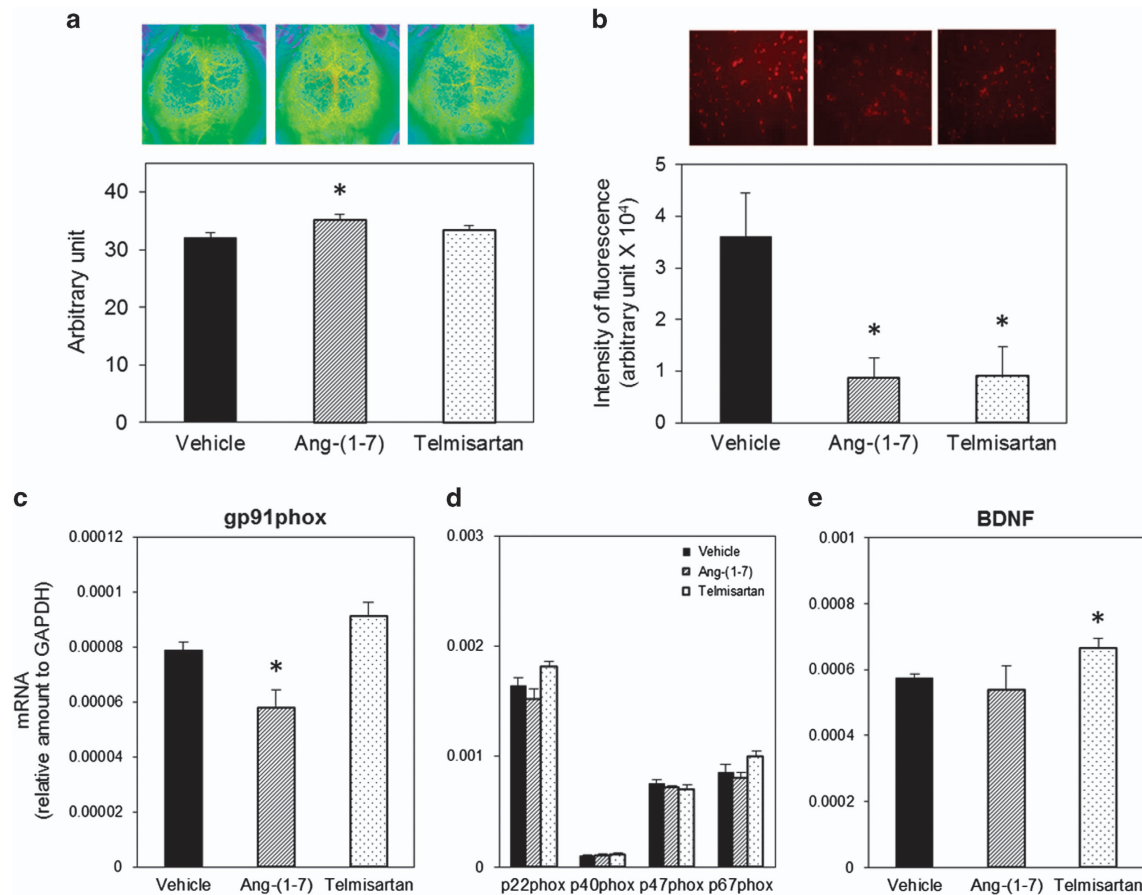 a
40
30
20
10
0
Arbitrary unit
*
Vehicle Ang-(1-7) Telmisartan
b
5
4
3
2
1
0
Intensity of fluorescence
(arbitrary unit X 10⁴)
* *
Vehicle Ang-(1-7) Telmisartan
c
gp91phox
0.00012
0.0001
0.00008
0.00006
0.00004
0.00002
0
mRNA
(relative amount to GAPDH)
*
Vehicle Ang-(1-7) Telmisartan
d
0.003
0.002
0.001
0
Vehicle
Ang-(1-7)
Telmisartan
p22phox p40phox p47phox p67phox
e
BDNF
0.001
0.0008
0.0006
0.0004
0.0002
0
*
Vehicle Ang-(1-7) Telmisartan